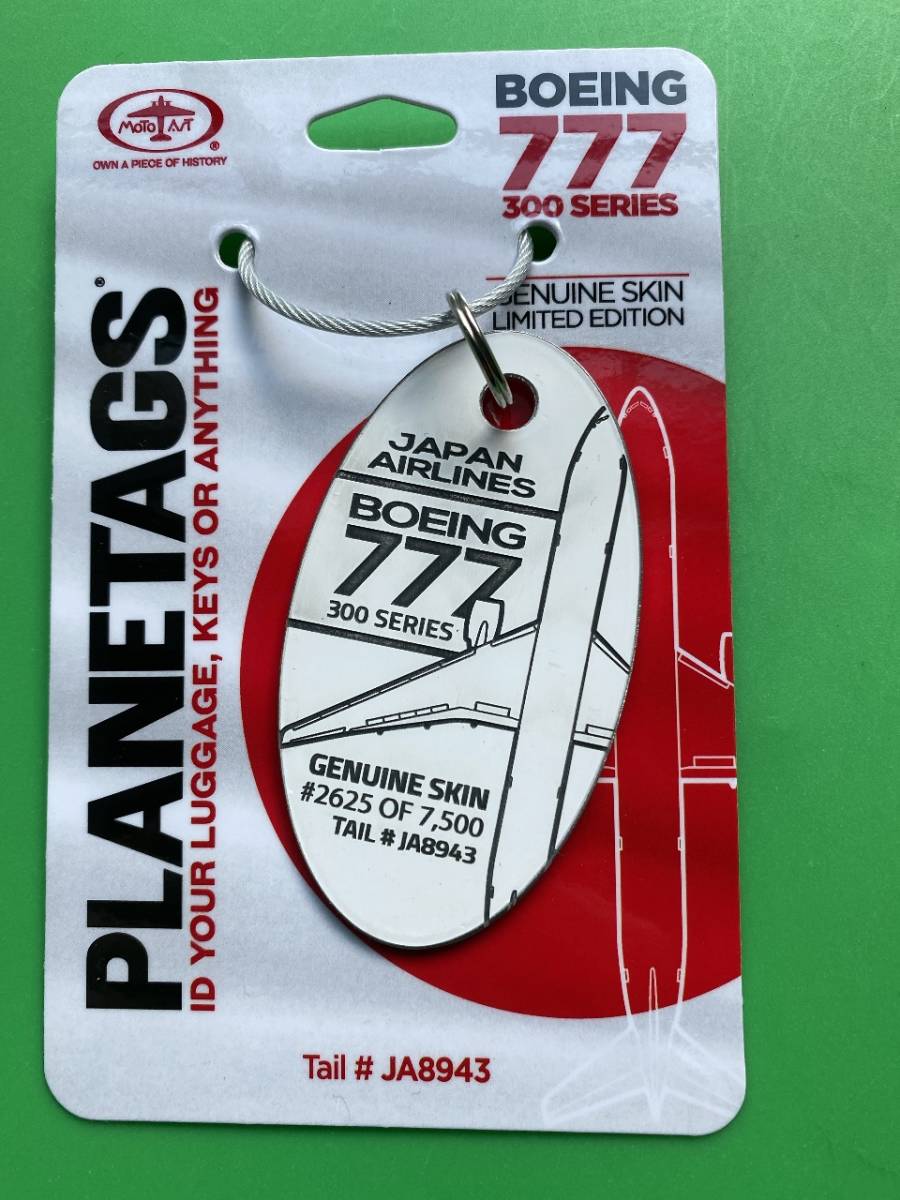 MOTO ART
®
OWN A PIECE OF HISTORY
BOEING
777
300 SERIES
GENUINE SKIN
LIMITED EDITION
PLANETAGS®
ID YOUR LUGGAGE, KEYS OR ANYTHING
JAPAN
AIRLINES
BOEING
777
300 SERIES
GENUINE SKIN
#2625 OF 7,500
TAIL # JA8943
Tail # JA8943